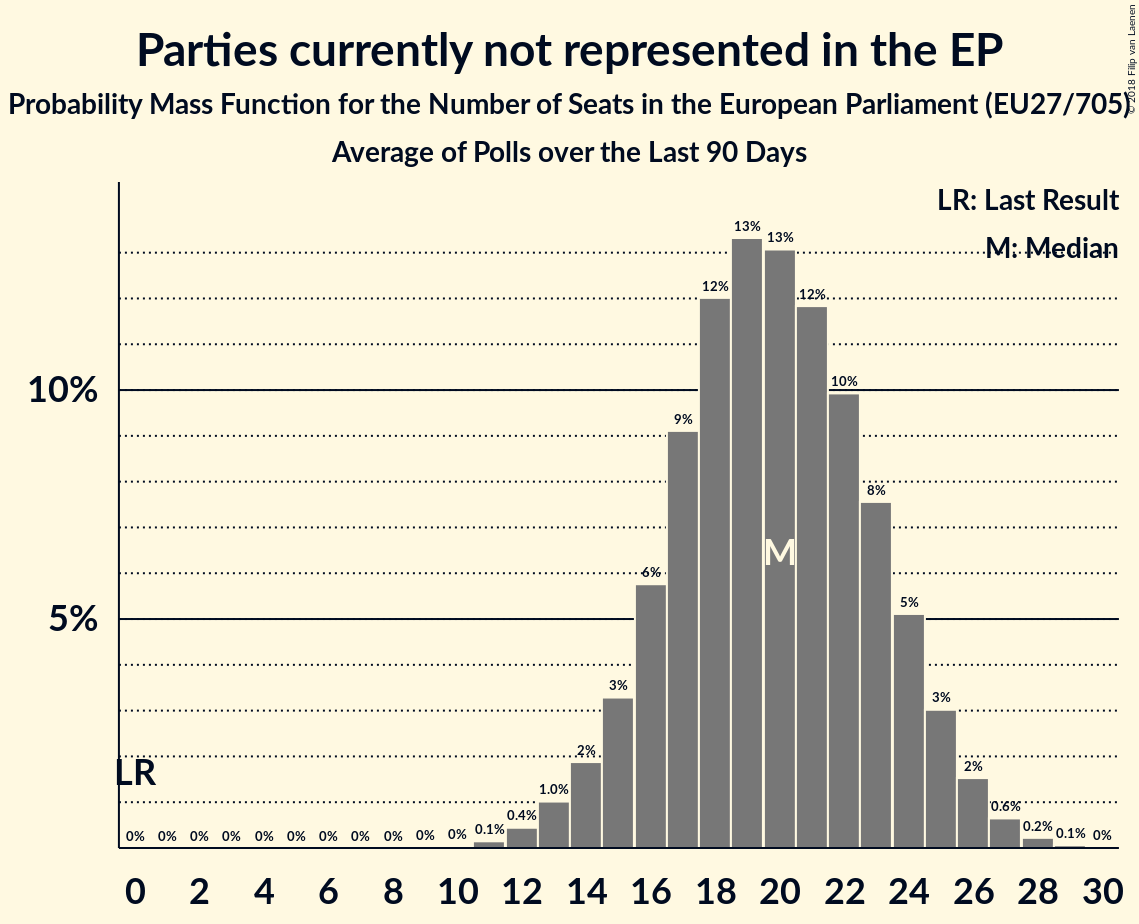 Parties currently not represented in the EP
Probability Mass Function for the Number of Seats in the European Parliament (EU27/705)
Average of Polls over the Last 90 Days
© 2018 Filip van Laenen
LR: Last Result
M: Median
10%
5%
0% 0% 0% 0% 0% 0% 0% 0% 0% 0% 0% 0.1% 0.4% 1.0% 2% 3% 6% 9% 12% 13% 13% 12% 10% 8% 5% 3% 2% 0.6% 0.2% 0.1% 0%
LR
M
0 2 4 6 8 10 12 14 16 18 20 22 24 26 28 30